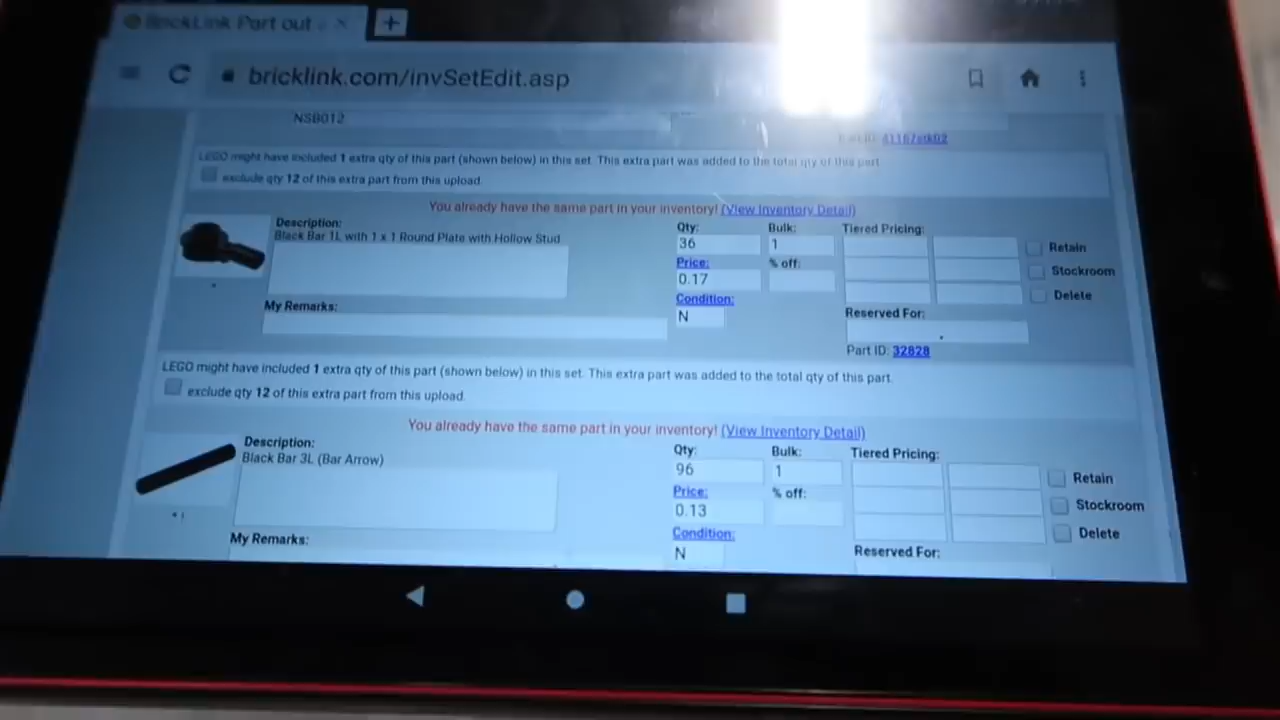 BrickLink Part out
bricklink.com/invSetEdit.asp
NSB012
LEGO might have included 1 extra qty of this part (shown below) in this set. This extra part was added to the total qty of this part.
exclude qty 12 of this extra part from this upload.
You already have the same part in your inventory! (View Inventory Detail)
Description:
Black Bar 1L with 1 x 1 Round Plate with Hollow Stud
Qty: Bulk: Tiered Pricing:
36 1 Retain
Price: % off: Stockroom
0.17 Delete
My Remarks: Condition: Reserved For:
N
Part ID: 32828
LEGO might have included 1 extra qty of this part (shown below) in this set. This extra part was added to the total qty of this part.
exclude qty 12 of this extra part from this upload.
You already have the same part in your inventory! (View Inventory Detail)
Description:
Black Bar 3L (Bar Arrow)
Qty: Bulk: Tiered Pricing:
96 1 Retain
Price: % off: Stockroom
0.13 Delete
My Remarks: Condition: Reserved For:
N